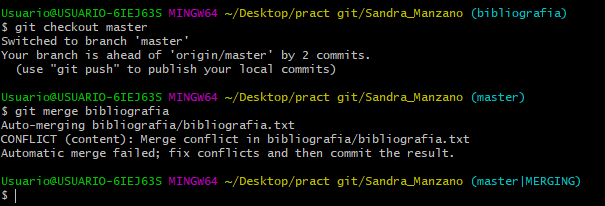 Usuario@USUARIO-6IEJ63S MINGW64 ~/Desktop/pract git/Sandra_Manzano (bibliografia)
$ git checkout master
Switched to branch 'master'
Your branch is ahead of 'origin/master' by 2 commits.
  (use "git push" to publish your local commits)

Usuario@USUARIO-6IEJ63S MINGW64 ~/Desktop/pract git/Sandra_Manzano (master)
$ git merge bibliografia
Auto-merging bibliografia/bibliografia.txt
CONFLICT (content): Merge conflict in bibliografia/bibliografia.txt
Automatic merge failed; fix conflicts and then commit the result.

Usuario@USUARIO-6IEJ63S MINGW64 ~/Desktop/pract git/Sandra_Manzano (master|MERGING)
$